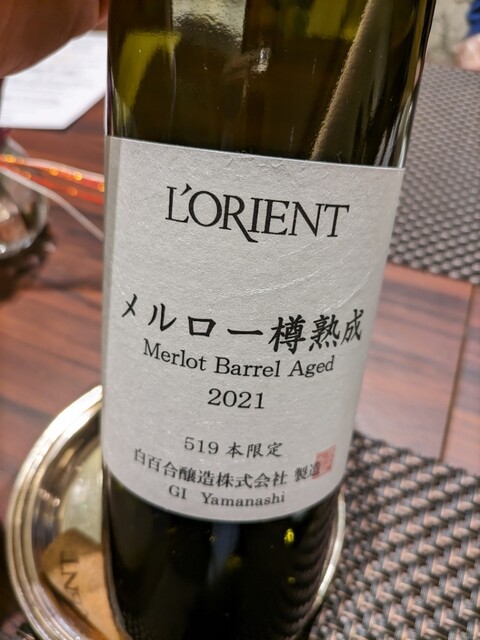 L'ORIENT
メルロー樽熟成
Merlot Barrel Aged
2021
519本限定
白百合醸造株式会社 製造
GI Yamanashi